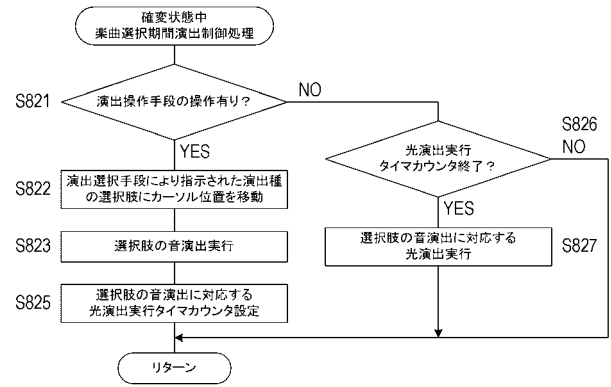 確変状態中
楽曲選択期間演出制御処理
S821
演出操作手段の操作有り？
NO
YES
S826
光演出実行
タイマカウンタ終了？
NO
YES
S822
演出選択手段により指示された演出種
の選択肢にカーソル位置を移動
S823
選択肢の音演出実行
選択肢の音演出に対応する
光演出実行
S827
S825
選択肢の音演出に対応する
光演出実行タイマカウンタ設定
リターン